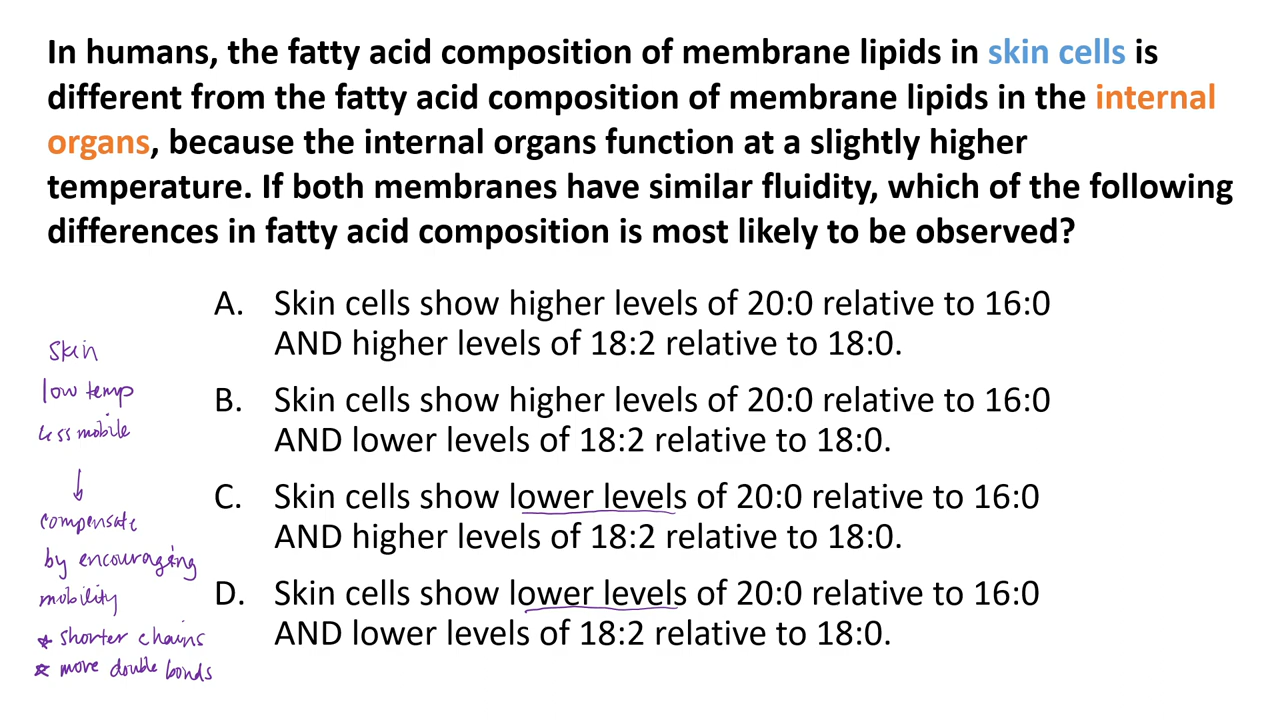 In humans, the fatty acid composition of membrane lipids in skin cells is
different from the fatty acid composition of membrane lipids in the internal
organs, because the internal organs function at a slightly higher
temperature. If both membranes have similar fluidity, which of the following
differences in fatty acid composition is most likely to be observed?
A. Skin cells show higher levels of 20:0 relative to 16:0
AND higher levels of 18:2 relative to 18:0.
B. Skin cells show higher levels of 20:0 relative to 16:0
AND lower levels of 18:2 relative to 18:0.
C. Skin cells show lower levels of 20:0 relative to 16:0
AND higher levels of 18:2 relative to 18:0.
D. Skin cells show lower levels of 20:0 relative to 16:0
AND lower levels of 18:2 relative to 18:0.
Skin
low temp
less mobile
↓
compensate
by encouraging
mobility
* shorter chains
* more double bonds